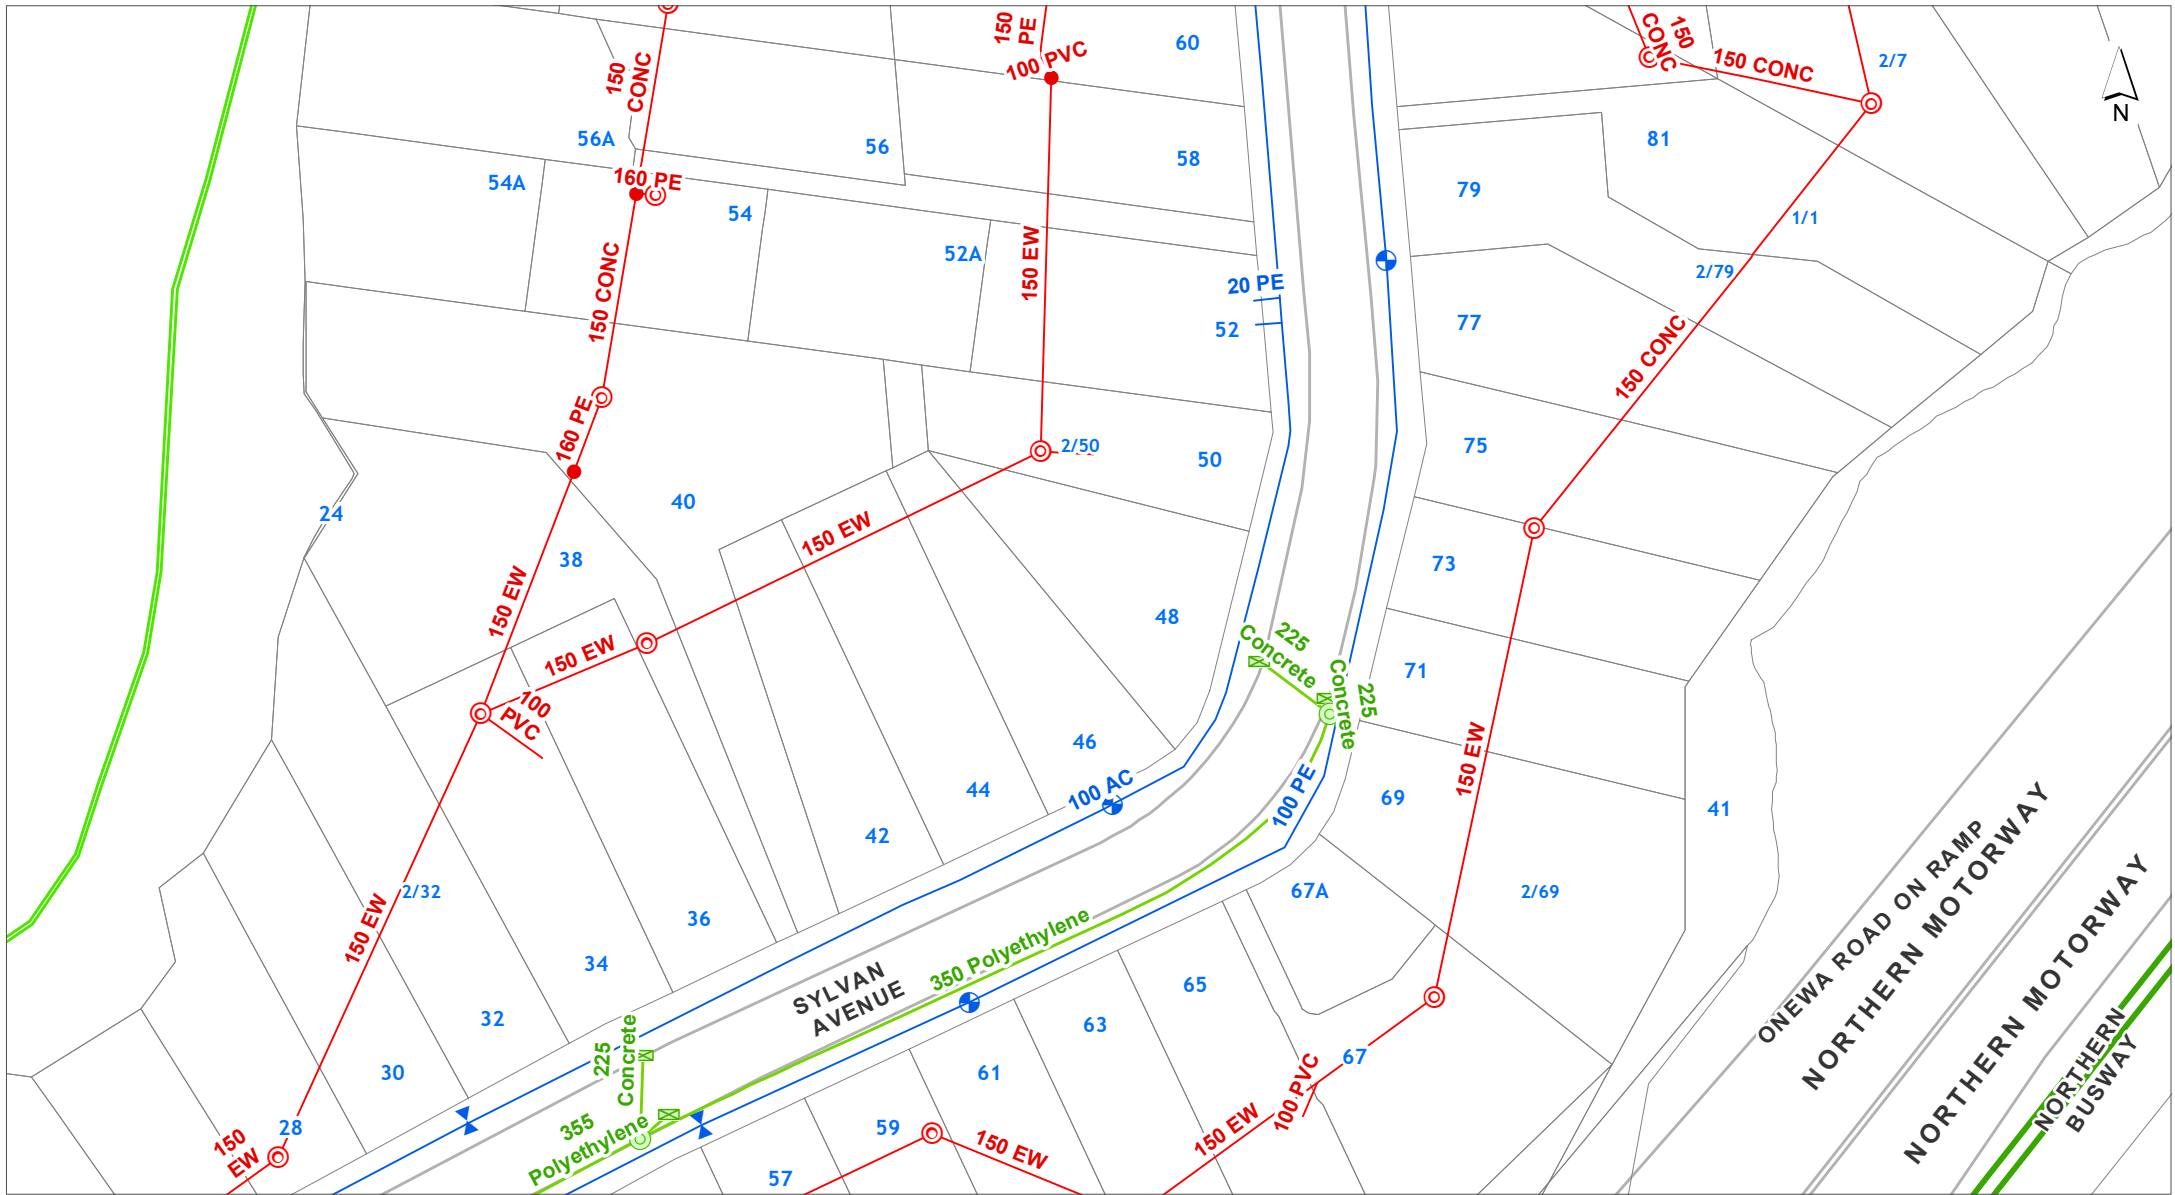 150
PE
100 PVC
60
150
CONC
150
CONC
150 CONC
2/7
N
56A
56
58
81
54A
160 PE
54
79
1/1
52A
150 EW
2/79
20 PE
52
77
150 CONC
150 CONC
160 PE
2/50
50
75
24
40
150 EW
38
73
150 EW
48
225
Concrete
150 EW
71
225
Concrete
100
PVC
46
150 EW
100 AC
44
100 PE
69
41
42
ONEWA ROAD ON RAMP
NORTHERN MOTORWAY
2/32
67A
2/69
150 EW
36
350 Polyethylene
NORTHERN MOTORWAY
34
SYLVAN
AVENUE
65
32
63
225
Concrete
67
30
61
100 PVC
NORTHERN
BUSWAY
28
355
Polyethylene
59
150 EW
150 EW
150
EW
57